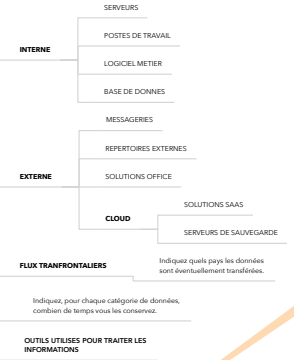 SERVEURS
POSTES DE TRAVAIL
INTERNE
LOGICIEL METIER
BASE DE DONNES
MESSAGERIES
REPERTOIRES EXTERNES
EXTERNE
SOLUTIONS OFFICE
SOLUTIONS SAAS
CLOUD
SERVEURS DE SAUVEGARDE
FLUX TRANFRONTALIERS
Indiquez quels pays les données
sont éventuellement transférées.
Indiquez, pour chaque catégorie de données,
combien de temps vous les conservez.
OUTILS UTILISES POUR TRAITER LES
INFORMATIONS